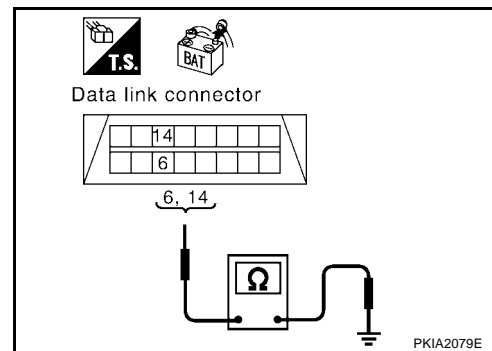 T.S.
BAT
Data link connector
14
6
6, 14
Ω
PKIA2079E